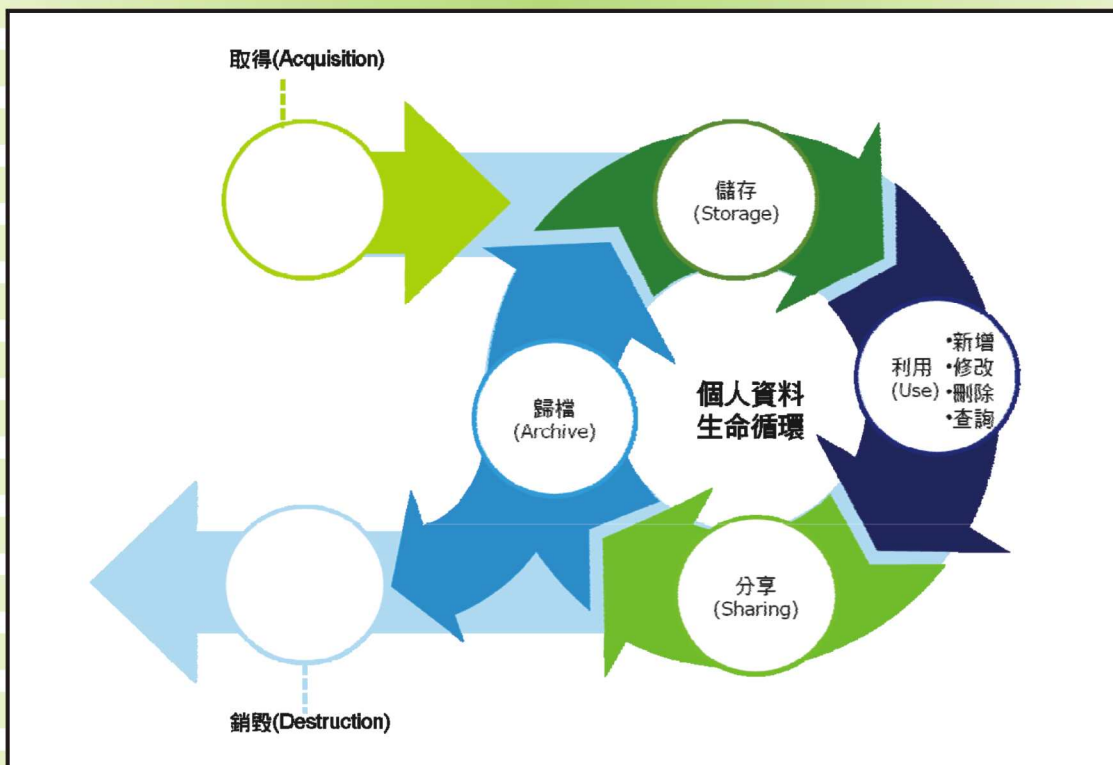 取得(Acquisition)
儲存
(Storage)
利用
(Use)
•新增
•修改
•刪除
•查詢
個人資料
生命循環
歸檔
(Archive)
分享
(Sharing)
銷毀(Destruction)